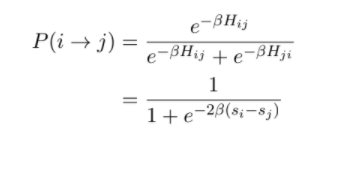 P(i → j) = e^{−βH_{ij}} / (e^{−βH_{ij}} + e^{−βH_{ji}})
= 1 / (1 + e^{−2β(s_i−s_j)})